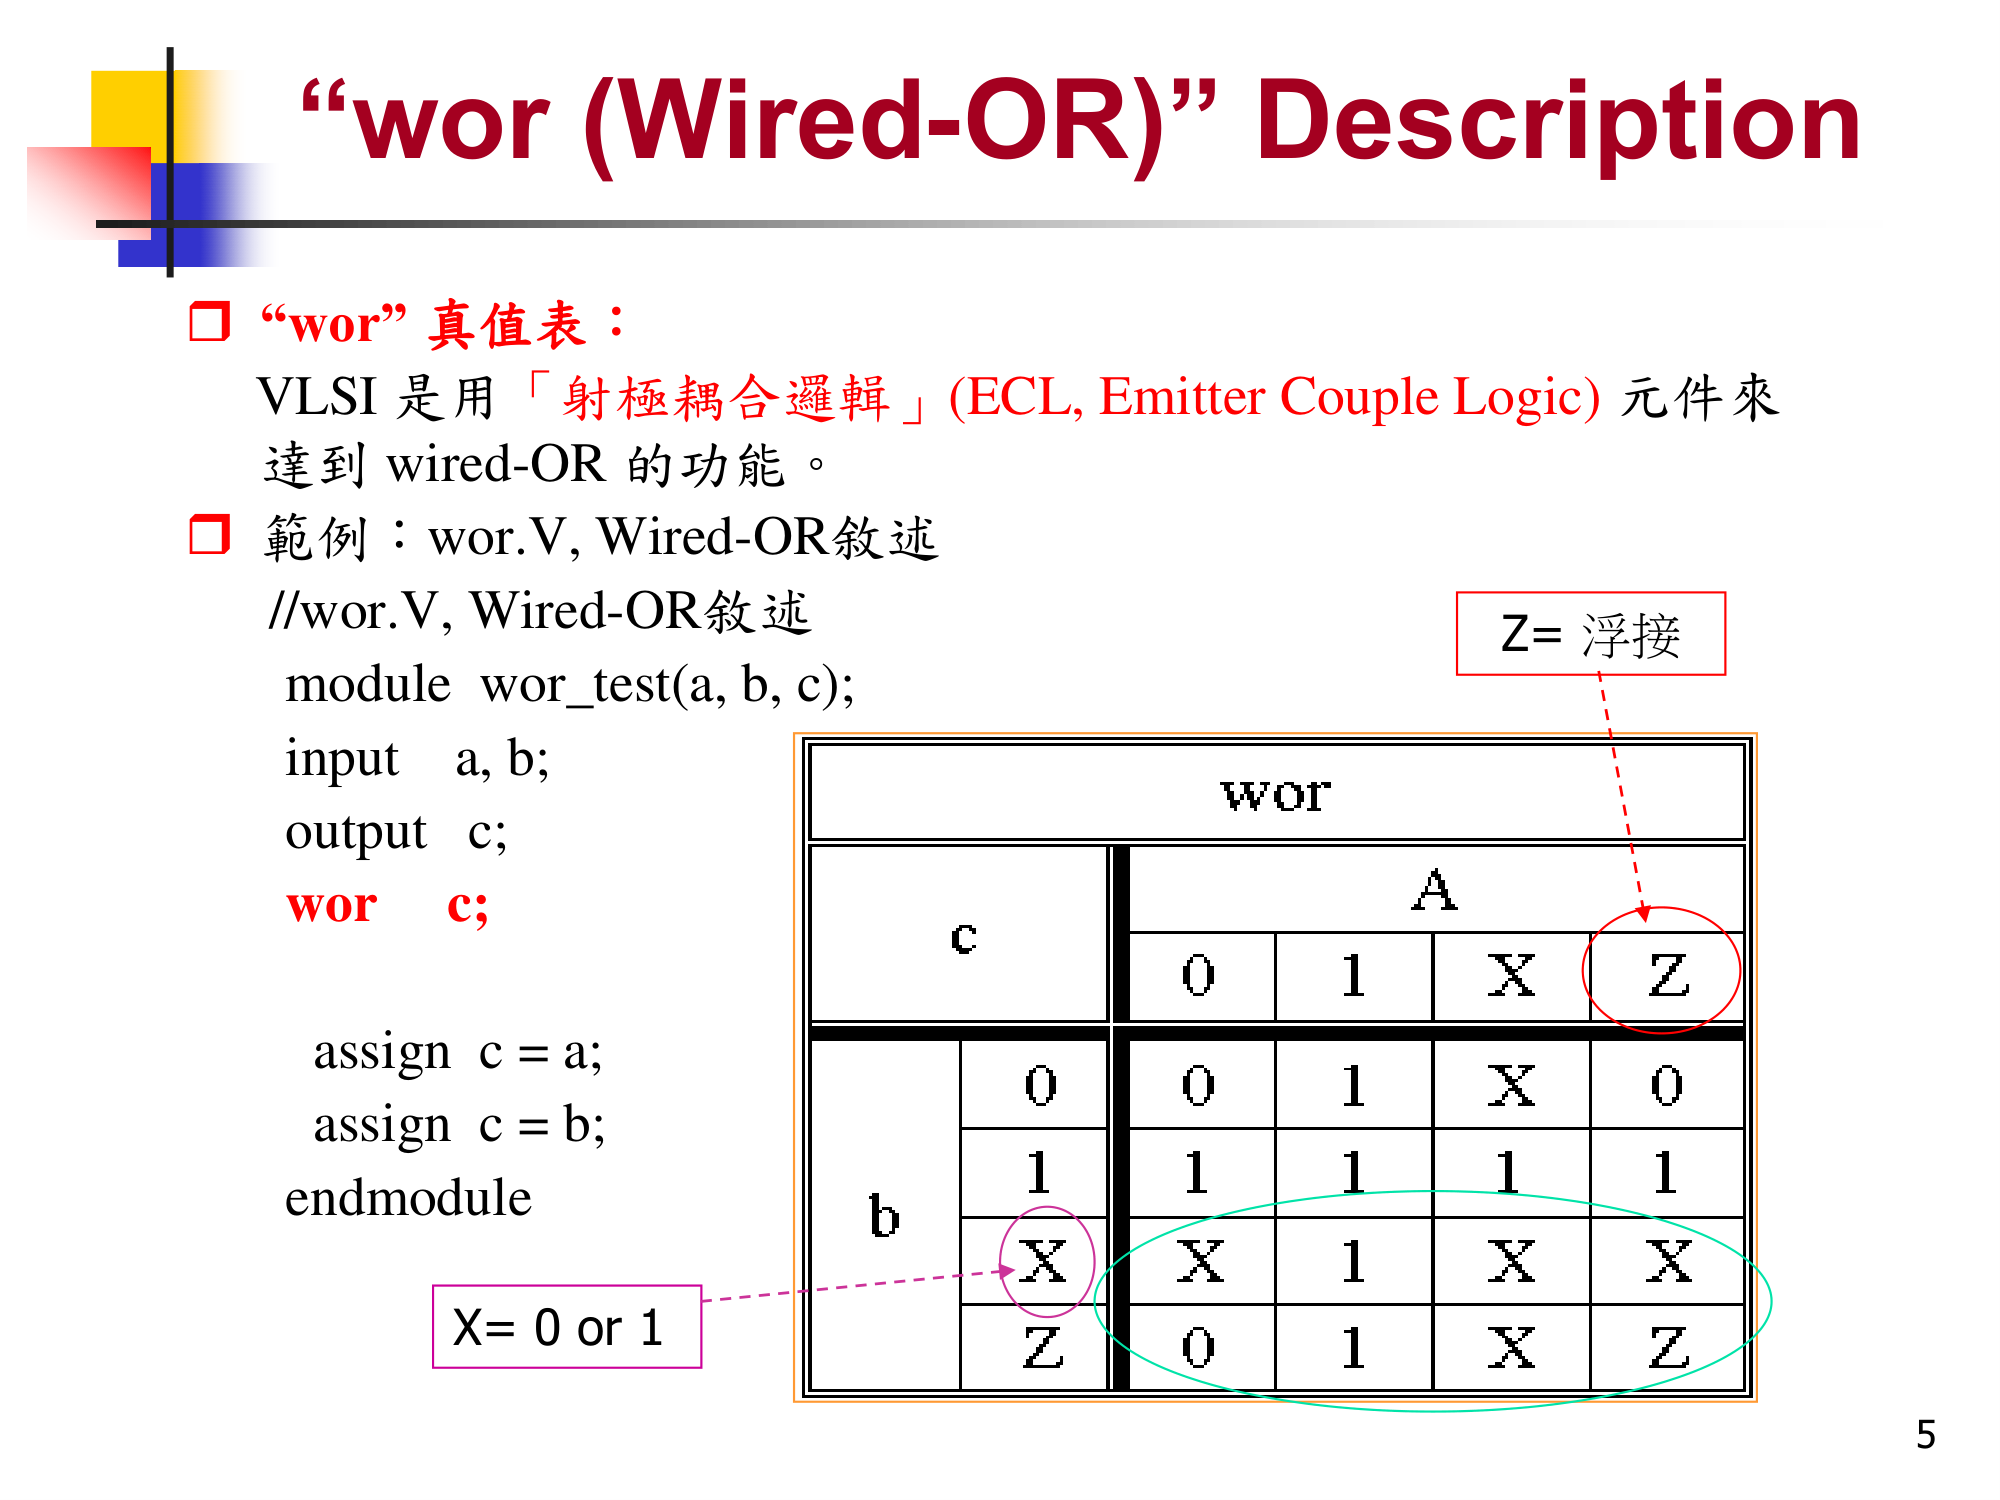 “wor (Wired-OR)” Description
“wor” 真值表：
VLSI 是用「射極耦合邏輯」(ECL, Emitter Couple Logic) 元件來
達到 wired-OR 的功能。
範例：wor.V, Wired-OR敘述
//wor.V, Wired-OR敘述
module wor_test(a, b, c);
input a, b;
output c;
wor c;
assign c = a;
assign c = b;
endmodule
Z= 浮接
wor
c A
0 1 X Z
b
0 0 1 X 0
1 1 1 1 1
X X 1 X X
Z 0 1 X Z
X= 0 or 1
5